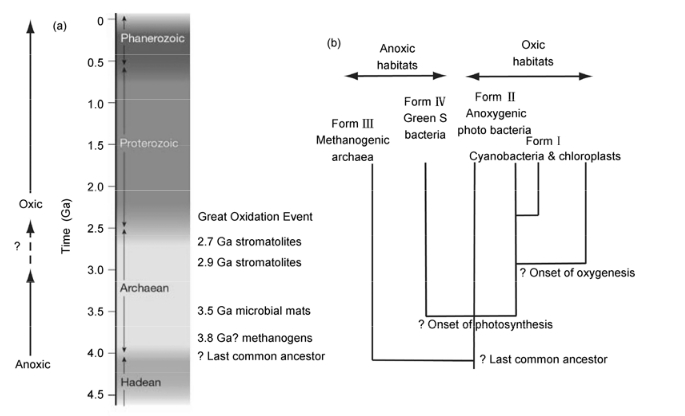 (a)
0
0.5
1.0
1.5
2.0
2.5
3.0
3.5
4.0
4.5
Time (Ga)
Phanerozoic
Proterozoic
Archaean
Hadean
Oxic
?
Anoxic
Great Oxidation Event
2.7 Ga stromatolites
2.9 Ga stromatolites
3.5 Ga microbial mats
3.8 Ga? methanogens
? Last common ancestor
(b)
Anoxic
habitats
Oxic
habitats
Form III
Methanogenic
archaea
Form IV
Green S
bacteria
Form II
Anoxygenic
photo bacteria
Form I
Cyanobacteria & chloroplasts
? Onset of oxygenesis
? Onset of photosynthesis
? Last common ancestor